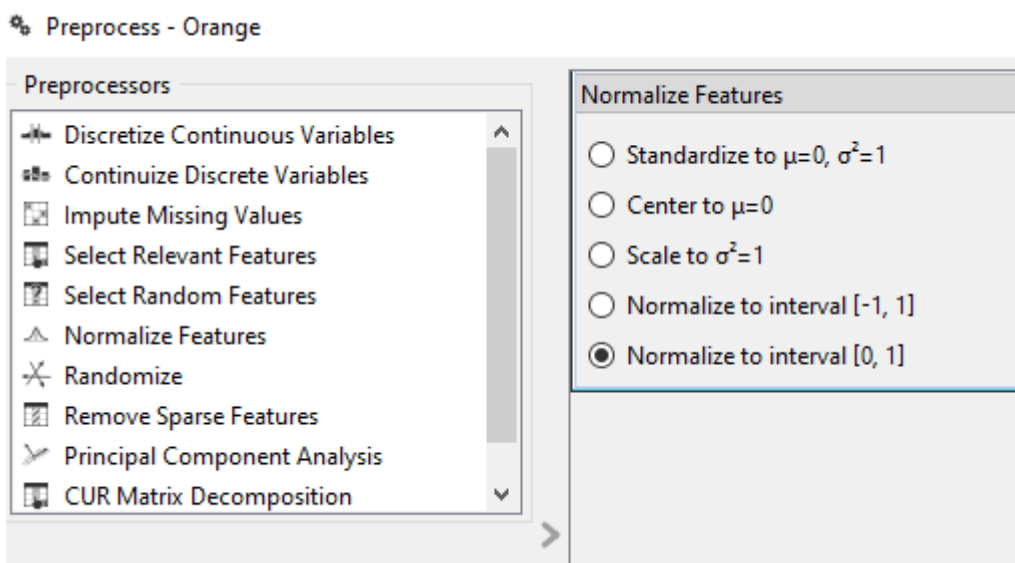 Preprocess - Orange
Preprocessors
Discretize Continuous Variables
Continuize Discrete Variables
Impute Missing Values
Select Relevant Features
Select Random Features
Normalize Features
Randomize
Remove Sparse Features
Principal Component Analysis
CUR Matrix Decomposition
Normalize Features
Standardize to μ=0, σ²=1
Center to μ=0
Scale to σ²=1
Normalize to interval [-1, 1]
Normalize to interval [0, 1]